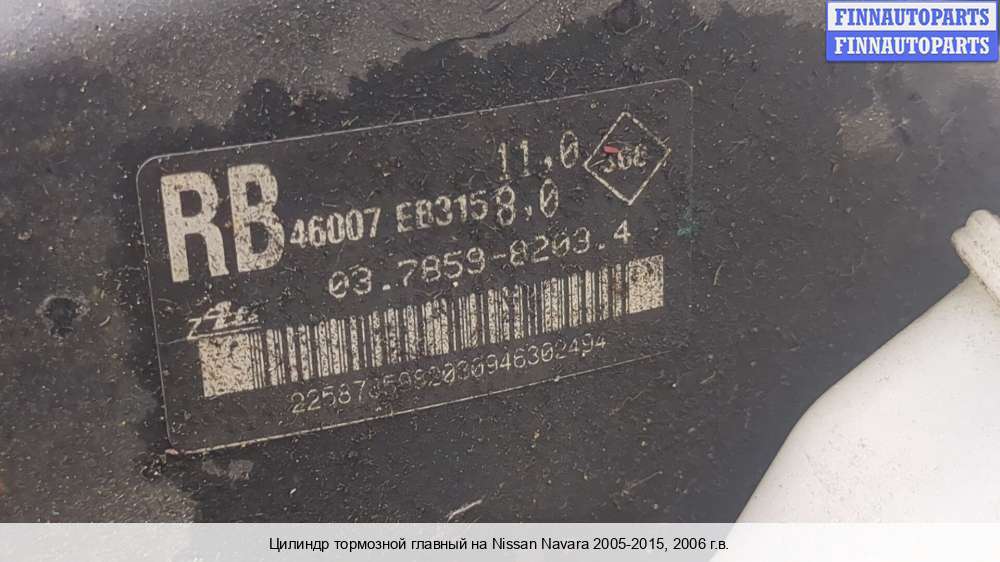 FINNAUTOPARTS
FINNAUTOPARTS
RB 46007 EB315
11,0
8,0
03.7859-8203.4
Цилиндр тормозной главный на Nissan Navara 2005-2015, 2006 г.в.